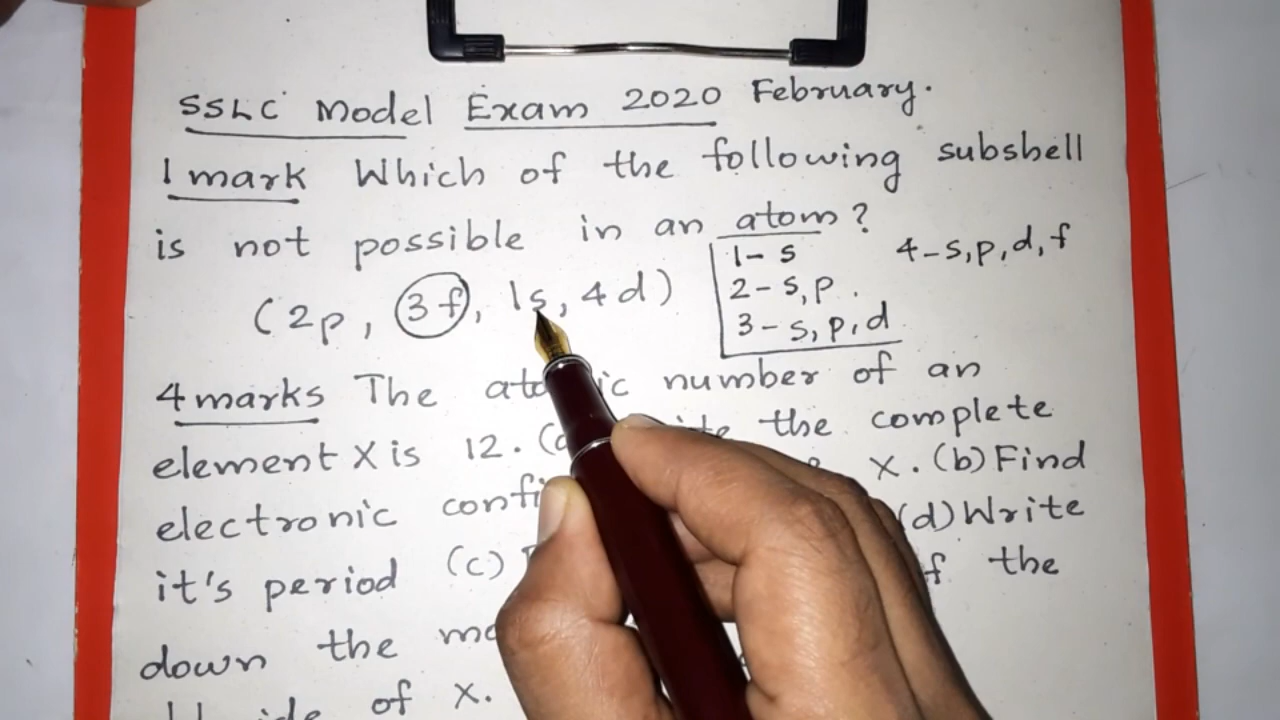 SSLC Model Exam 2020 February.
1 mark Which of the following subshell
is not possible in an atom?
(2p, 3f, 1s, 4d)
1- s
2- s,p.
3- s, p, d
4-s,p,d,f
4 marks The atomic number of an
element X is 12. (a) the complete
electronic X. (b) Find
it's period (c) (d) Write
down the of the
of X.